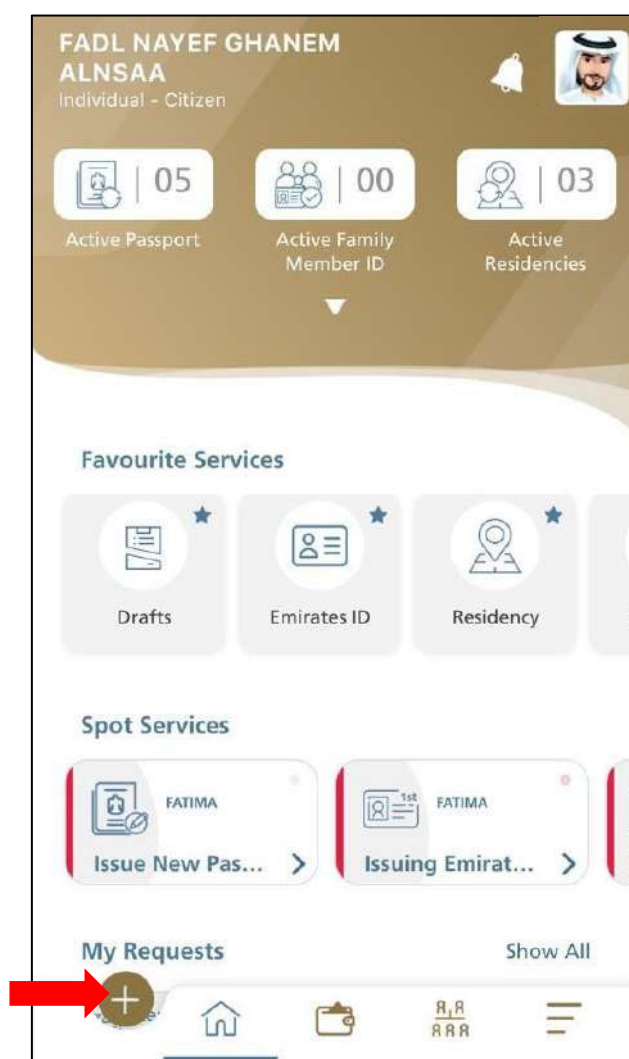 FADL NAYEF GHANEM
ALNSAA
Individual - Citizen
05
00
03
Active Passport
Active Family
Member ID
Active
Residencies
Favourite Services
Drafts
Emirates ID
Residency
Spot Services
FATIMA
Issue New Pas...
1st
FATIMA
Issuing Emirat...
My Requests
Show All